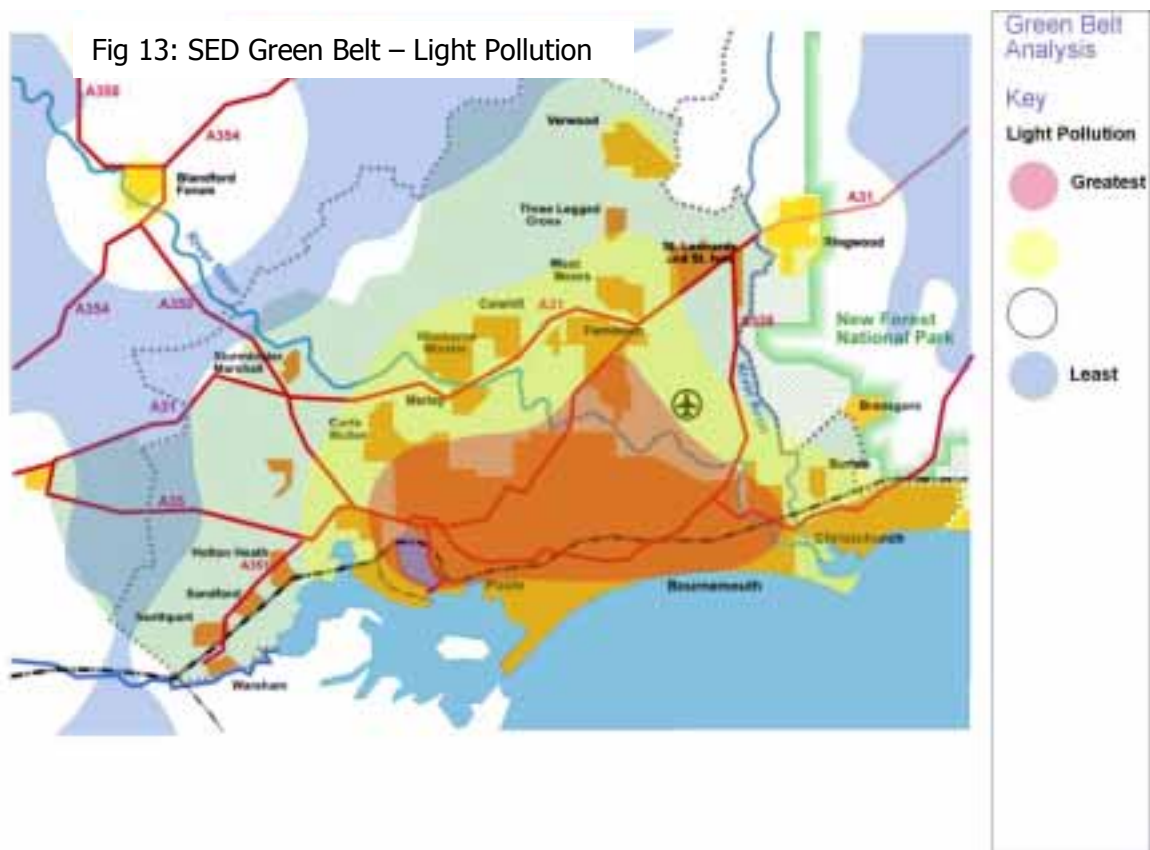 Fig 13: SED Green Belt – Light Pollution
Green Belt
Analysis
Key
Light Pollution
Greatest
Least
A350
A354
Blandford
Forum
River
A354
A350
Verwood
Three Legged
Cross
St. Leonards
and St. Ives
A31
Ringwood
West
Moors
Colehill
A31
Ferndown
A338
New Forest
National Park
Wimborne
Minster
Sturminster
Marshall
Merley
A31
Corfe
Mullen
Bransgore
Burton
A35
Holton Heath
A351
Sandford
Poole
Bournemouth
Christchurch
Wareham